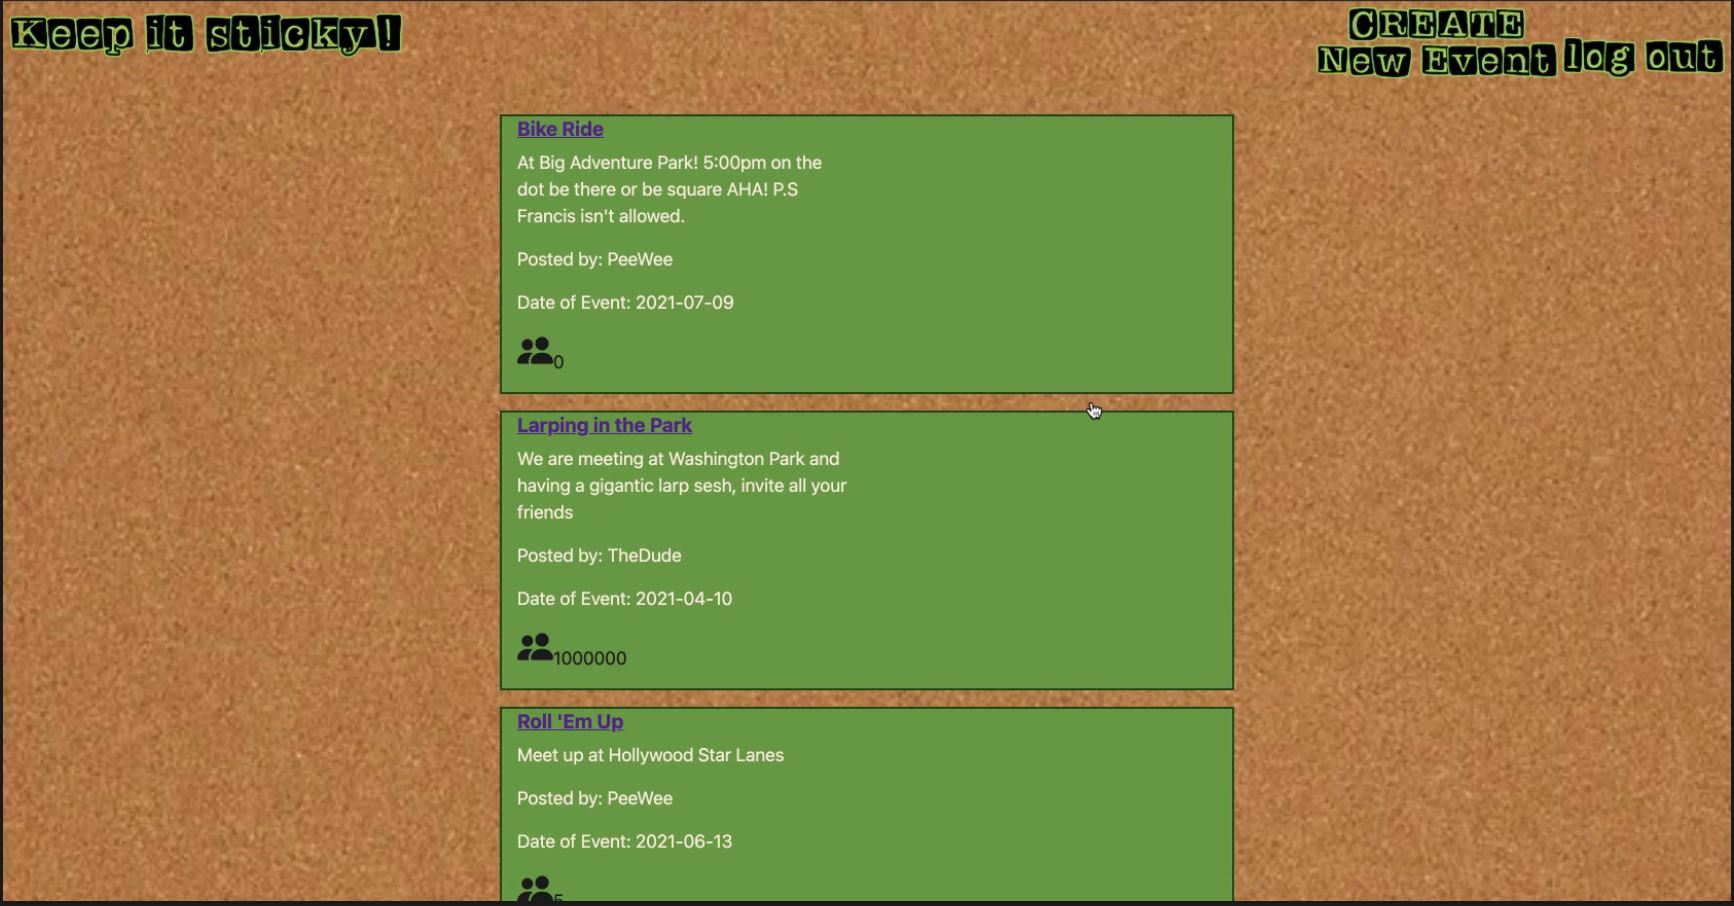 Keep it sticky!
CREATE
New Event log out
Bike Ride
At Big Adventure Park! 5:00pm on the
dot be there or be square AHA! P.S
Francis isn't allowed.
Posted by: PeeWee
Date of Event: 2021-07-09
0
Larping in the Park
We are meeting at Washington Park and
having a gigantic larp sesh, invite all your
friends
Posted by: TheDude
Date of Event: 2021-04-10
1000000
Roll 'Em Up
Meet up at Hollywood Star Lanes
Posted by: PeeWee
Date of Event: 2021-06-13